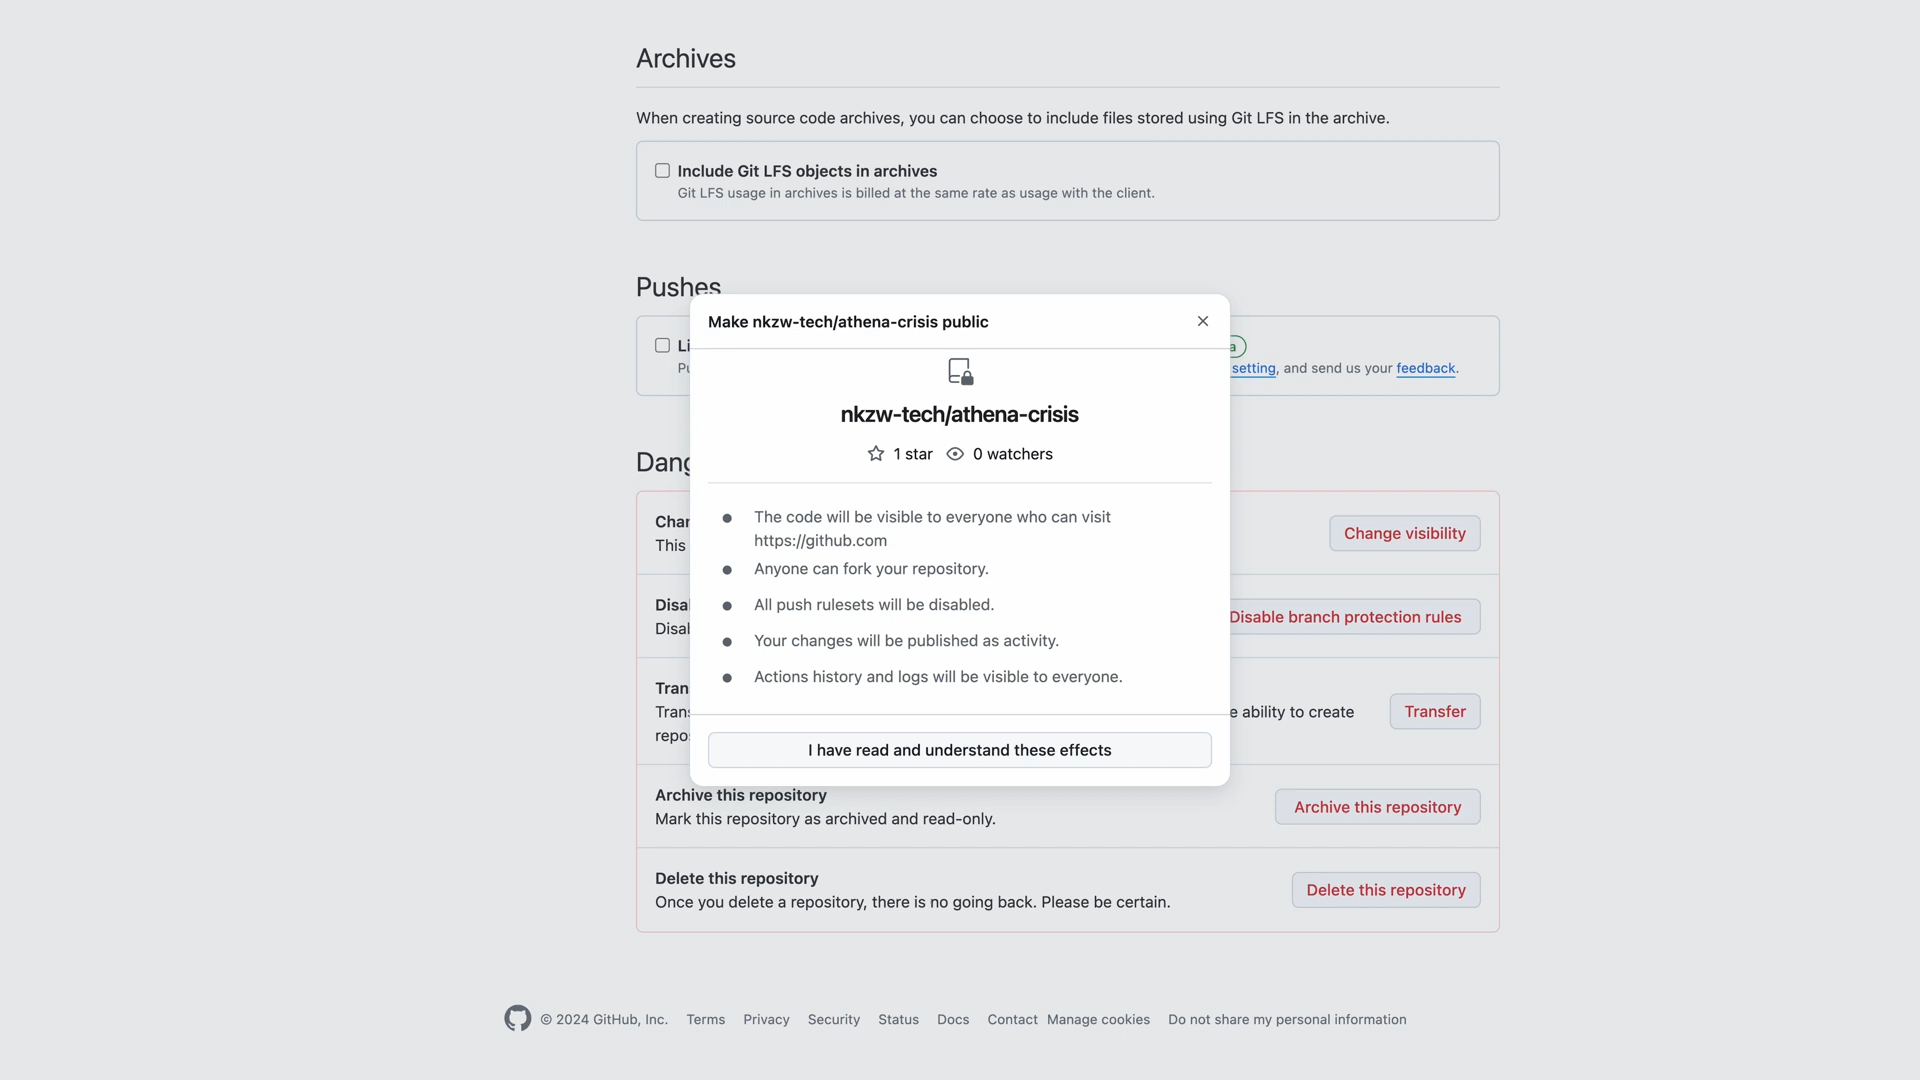 Archives
When creating source code archives, you can choose to include files stored using Git LFS in the archive.
Include Git LFS objects in archives
Git LFS usage in archives is billed at the same rate as usage with the client.
Pushes
setting, and send us your feedback.
Make nkzw-tech/athena-crisis public
nkzw-tech/athena-crisis
1 star 0 watchers
The code will be visible to everyone who can visit
https://github.com
Anyone can fork your repository.
All push rulesets will be disabled.
Your changes will be published as activity.
Actions history and logs will be visible to everyone.
I have read and understand these effects
This
Change visibility
Disable branch protection rules
ability to create
Transfer
Archive this repository
Mark this repository as archived and read-only.
Archive this repository
Delete this repository
Once you delete a repository, there is no going back. Please be certain.
Delete this repository
© 2024 GitHub, Inc. Terms Privacy Security Status Docs Contact Manage cookies Do not share my personal information